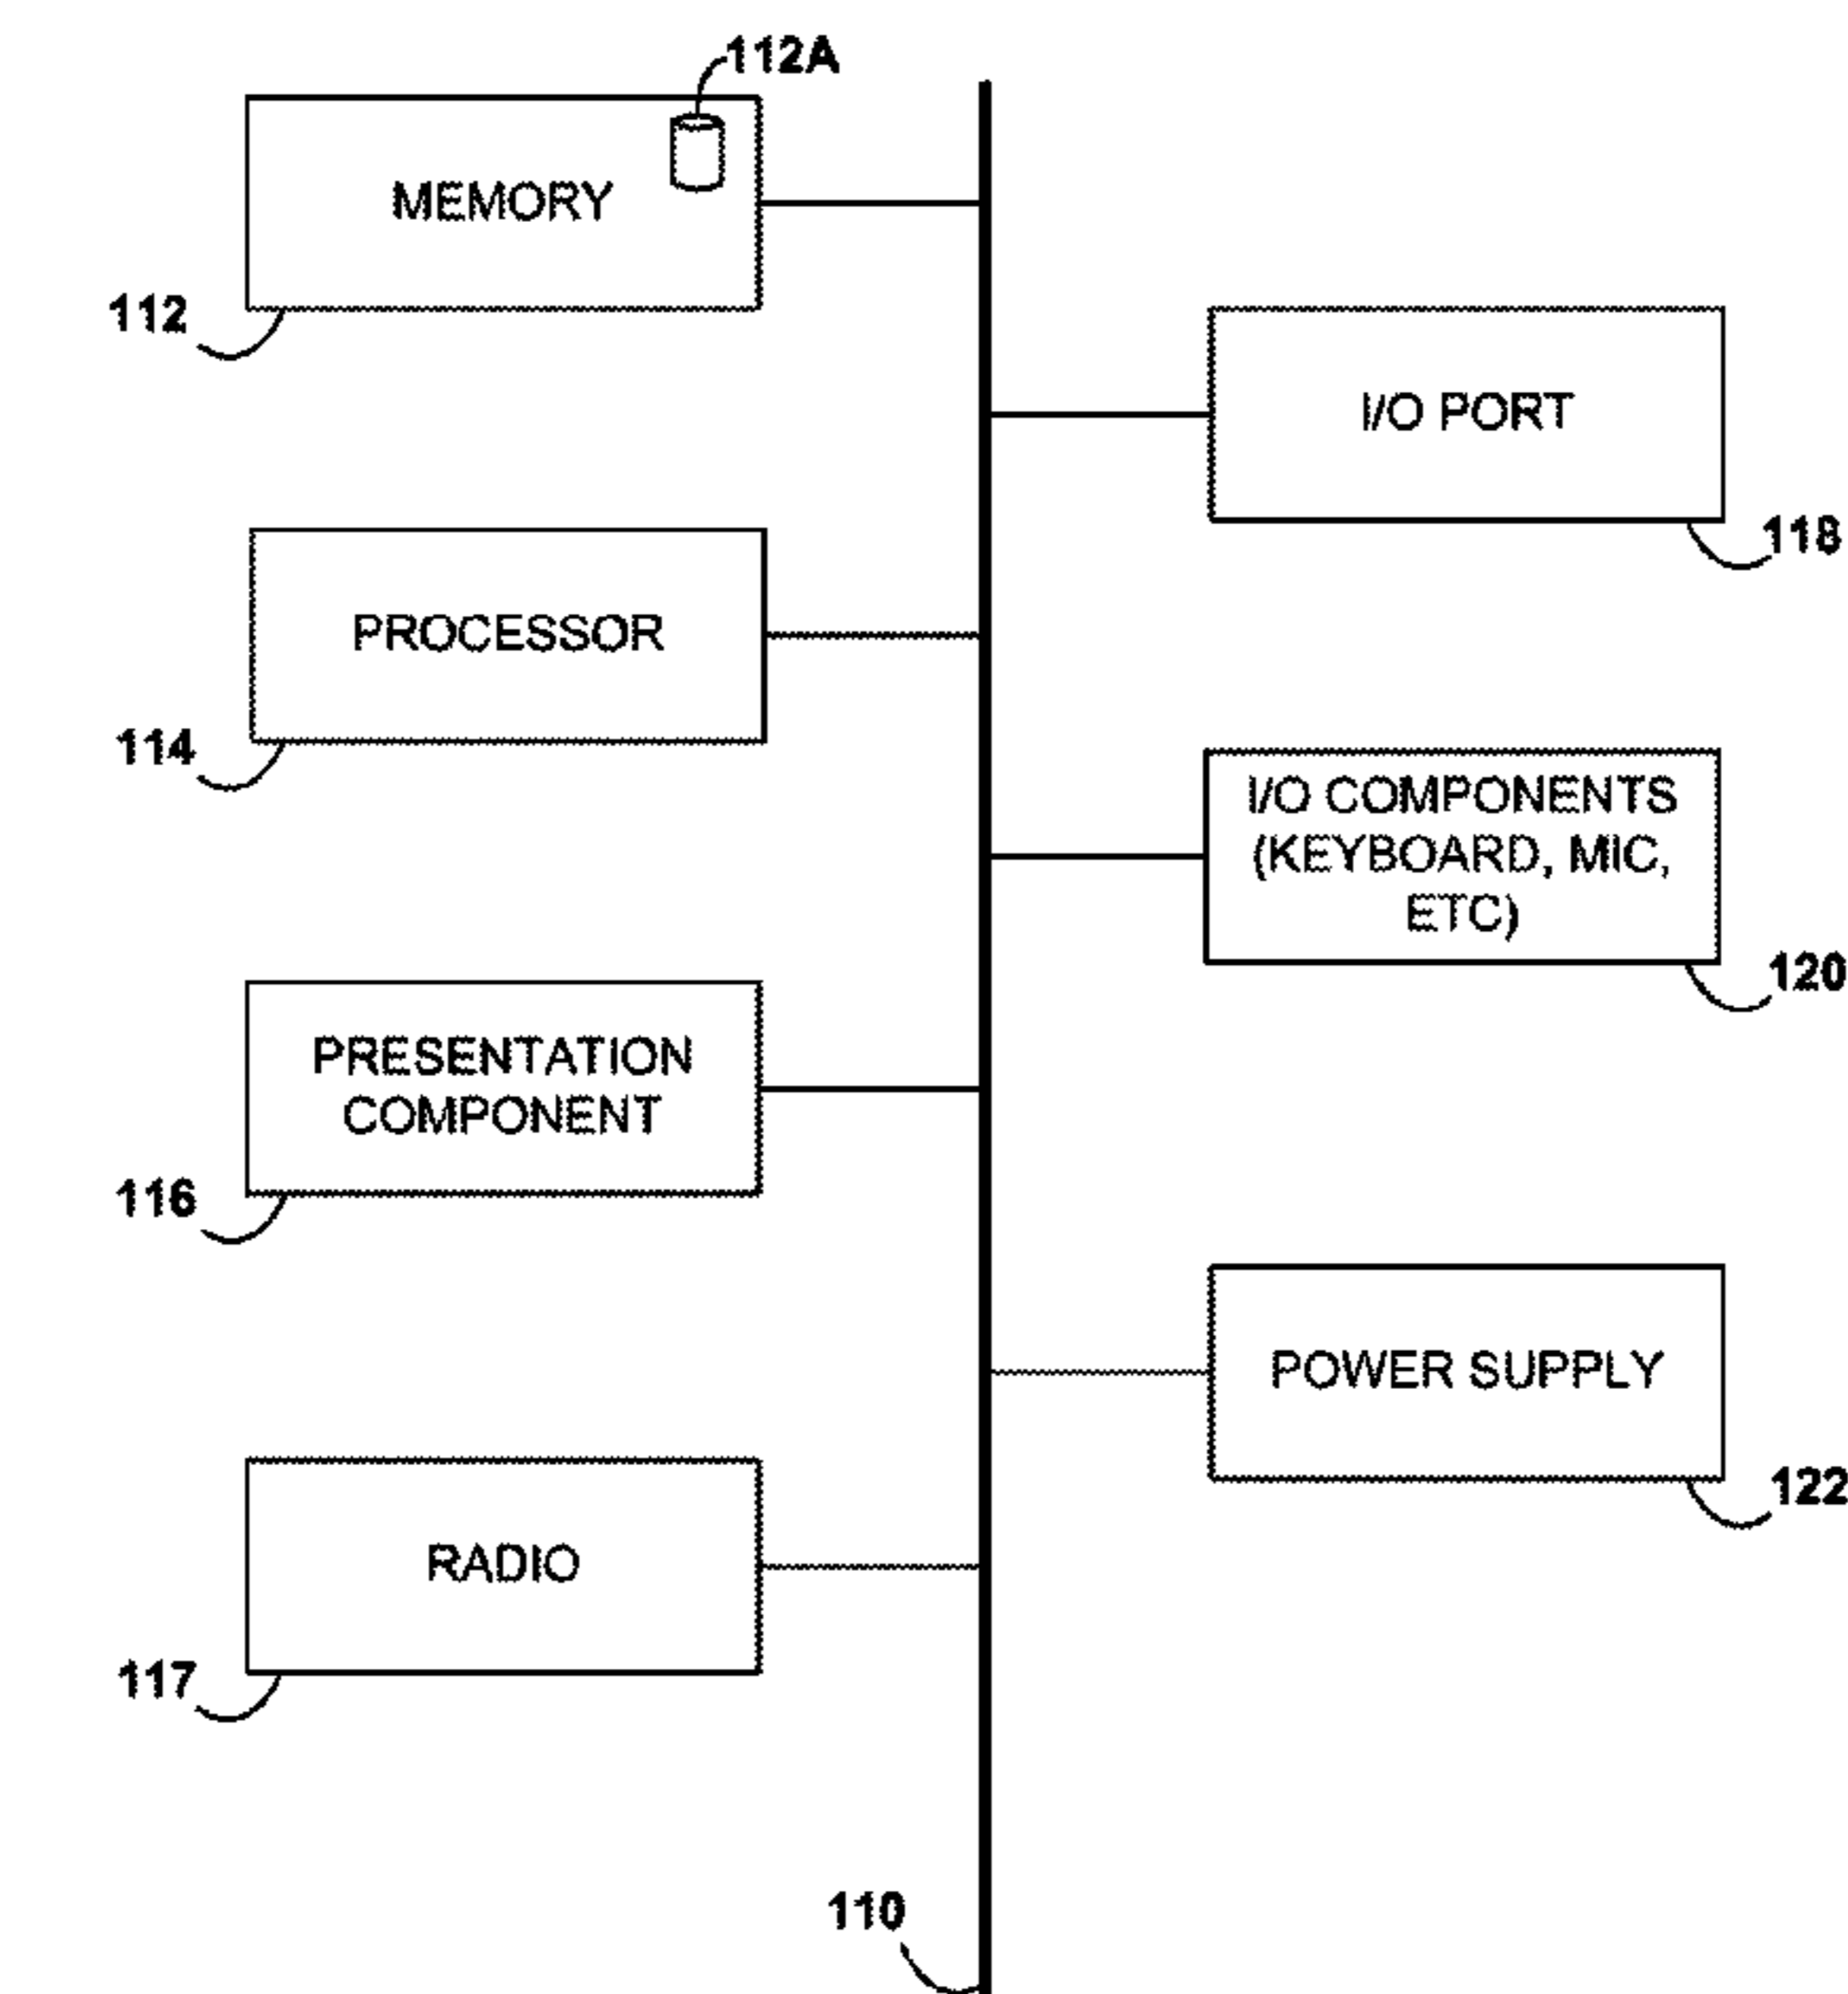 112A
MEMORY
112
I/O PORT
118
PROCESSOR
114
I/O COMPONENTS
(KEYBOARD, MIC,
ETC)
120
PRESENTATION
COMPONENT
116
POWER SUPPLY
122
RADIO
117
110